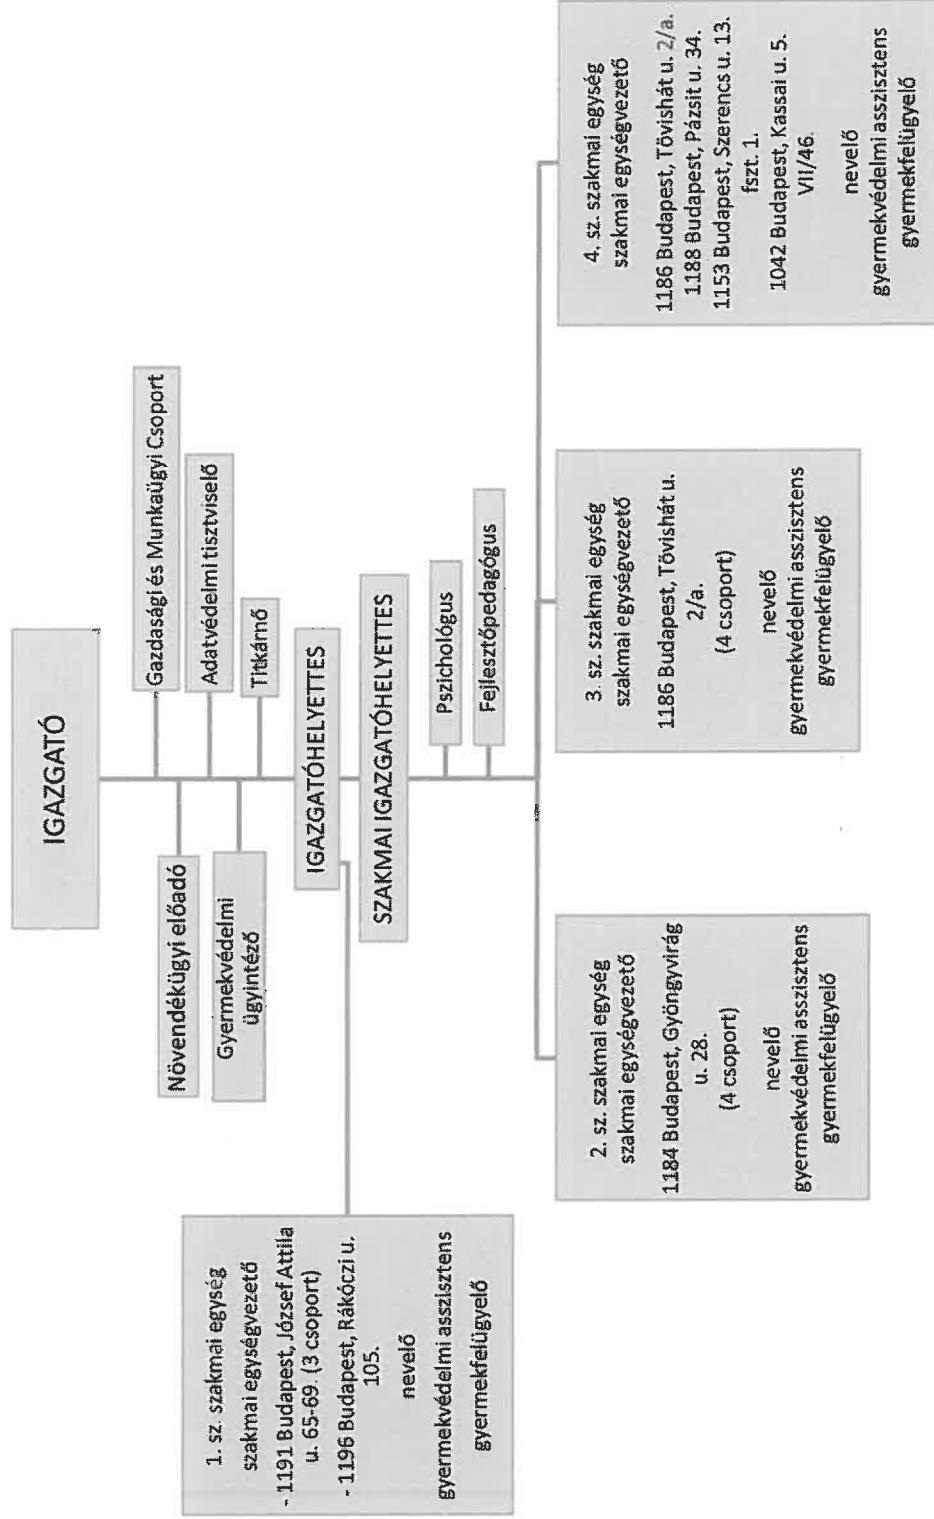 IGAZGATÓ
Gazdasági és Munkaügyi Csoport
Növendékügyi előadó
Adatvédelmi tisztviselő
Gyermekvédelmi
ügyintéző
Titkárnő
IGAZGATÓHELYETTES
SZAKMAI IGAZGATÓHELYETTES
Pszichológus
Fejlesztőpedagógus
1. sz. szakmai egység
szakmai egységvezető
- 1191 Budapest, József Attila
u. 65-69. (3 csoport)
- 1196 Budapest, Rákóczi u.
105.
nevelő
gyermekvédelmi asszisztens
gyermekfelügyelő
2. sz. szakmai egység
szakmai egységvezető
1184 Budapest, Gyöngyvirág
u. 28.
(4 csoport)
nevelő
gyermekvédelmi asszisztens
gyermekfelügyelő
3. sz. szakmai egység
szakmai egységvezető
1186 Budapest, Tövishát u.
2/a.
(4 csoport)
nevelő
gyermekvédelmi asszisztens
gyermekfelügyelő
4. sz. szakmai egység
szakmai egységvezető
1186 Budapest, Tövishát u. 2/a.
1188 Budapest, Pázsit u. 34.
1153 Budapest, Szerencs u. 13.
fszt. 1.
1042 Budapest, Kassai u. 5.
VII/46.
nevelő
gyermekvédelmi asszisztens
gyermekfelügyelő